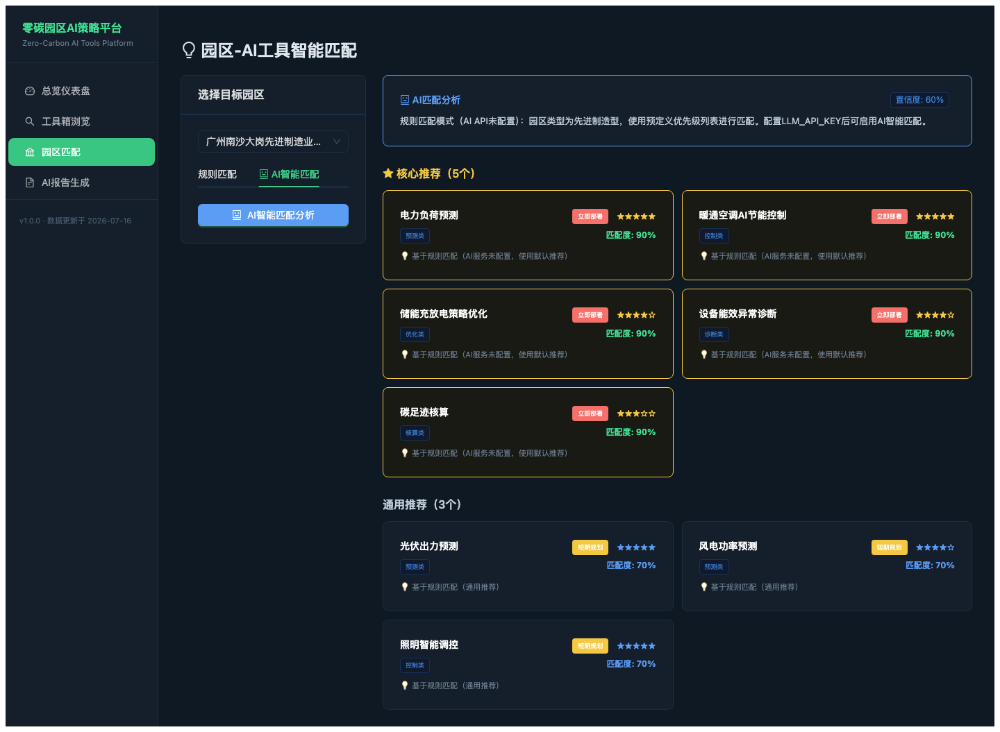 零碳园区AI策略平台
Zero-Carbon AI Tools Platform
总览仪表盘
工具箱浏览
园区匹配
AI报告生成
v1.0.0 · 数据更新于 2026-07-16
园区-AI工具智能匹配
选择目标园区
广州南沙大岗先进制造业...
规则匹配
AI智能匹配
AI智能匹配分析
AI匹配分析
置信度: 60%
规则匹配模式（AI API未配置）：园区类型为先进制造型，使用预定义优先级列表进行匹配。配置LLM_API_KEY后可启用AI智能匹配。
核心推荐（5个）
电力负荷预测
立即部署
预测类
匹配度: 90%
基于规则匹配（AI服务未配置，使用默认推荐）
暖通空调AI节能控制
立即部署
控制类
匹配度: 90%
基于规则匹配（AI服务未配置，使用默认推荐）
储能充放电策略优化
立即部署
优化类
匹配度: 90%
基于规则匹配（AI服务未配置，使用默认推荐）
设备能效异常诊断
立即部署
诊断类
匹配度: 90%
基于规则匹配（AI服务未配置，使用默认推荐）
碳足迹核算
立即部署
核算类
匹配度: 90%
基于规则匹配（AI服务未配置，使用默认推荐）
通用推荐（3个）
光伏出力预测
短期规划
预测类
匹配度: 70%
基于规则匹配（通用推荐）
风电功率预测
短期规划
预测类
匹配度: 70%
基于规则匹配（通用推荐）
照明智能调控
短期规划
控制类
匹配度: 70%
基于规则匹配（通用推荐）